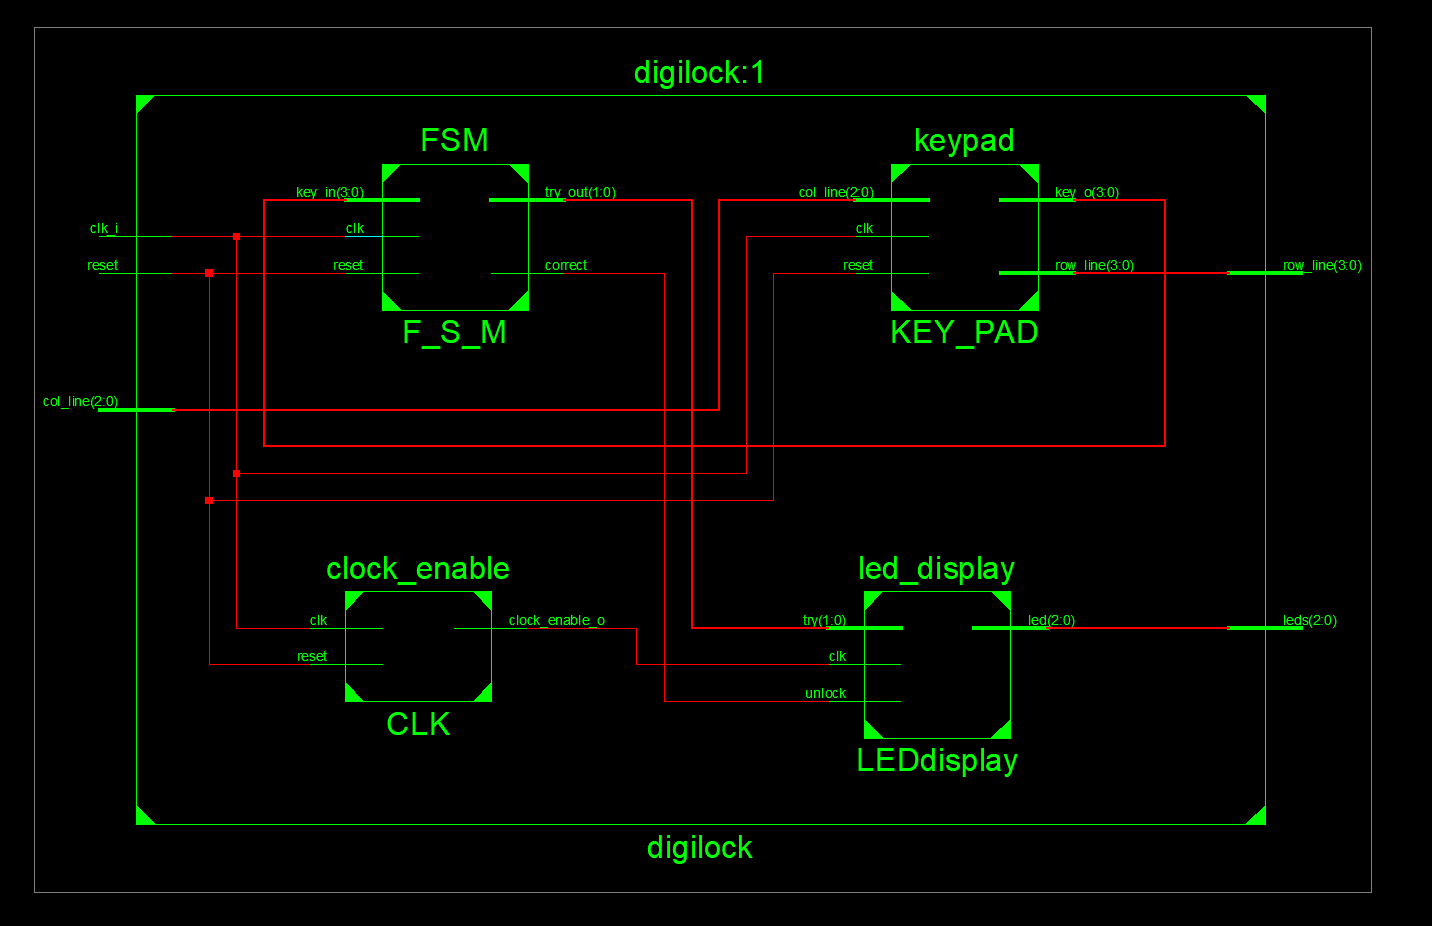 digilock:1
FSM
keypad
key_in(3:0)
try_out(1:0)
col_line(2:0)
key_o(3:0)
clk_i
clk
clk
reset
reset
correct
reset
row_line(3:0)
row_line(3:0)
F_S_M
KEY_PAD
col_line(2:0)
clock_enable
led_display
clk
clock_enable_o
try(1:0)
led(2:0)
leds(2:0)
reset
clk
unlock
CLK
LEDdisplay
digilock